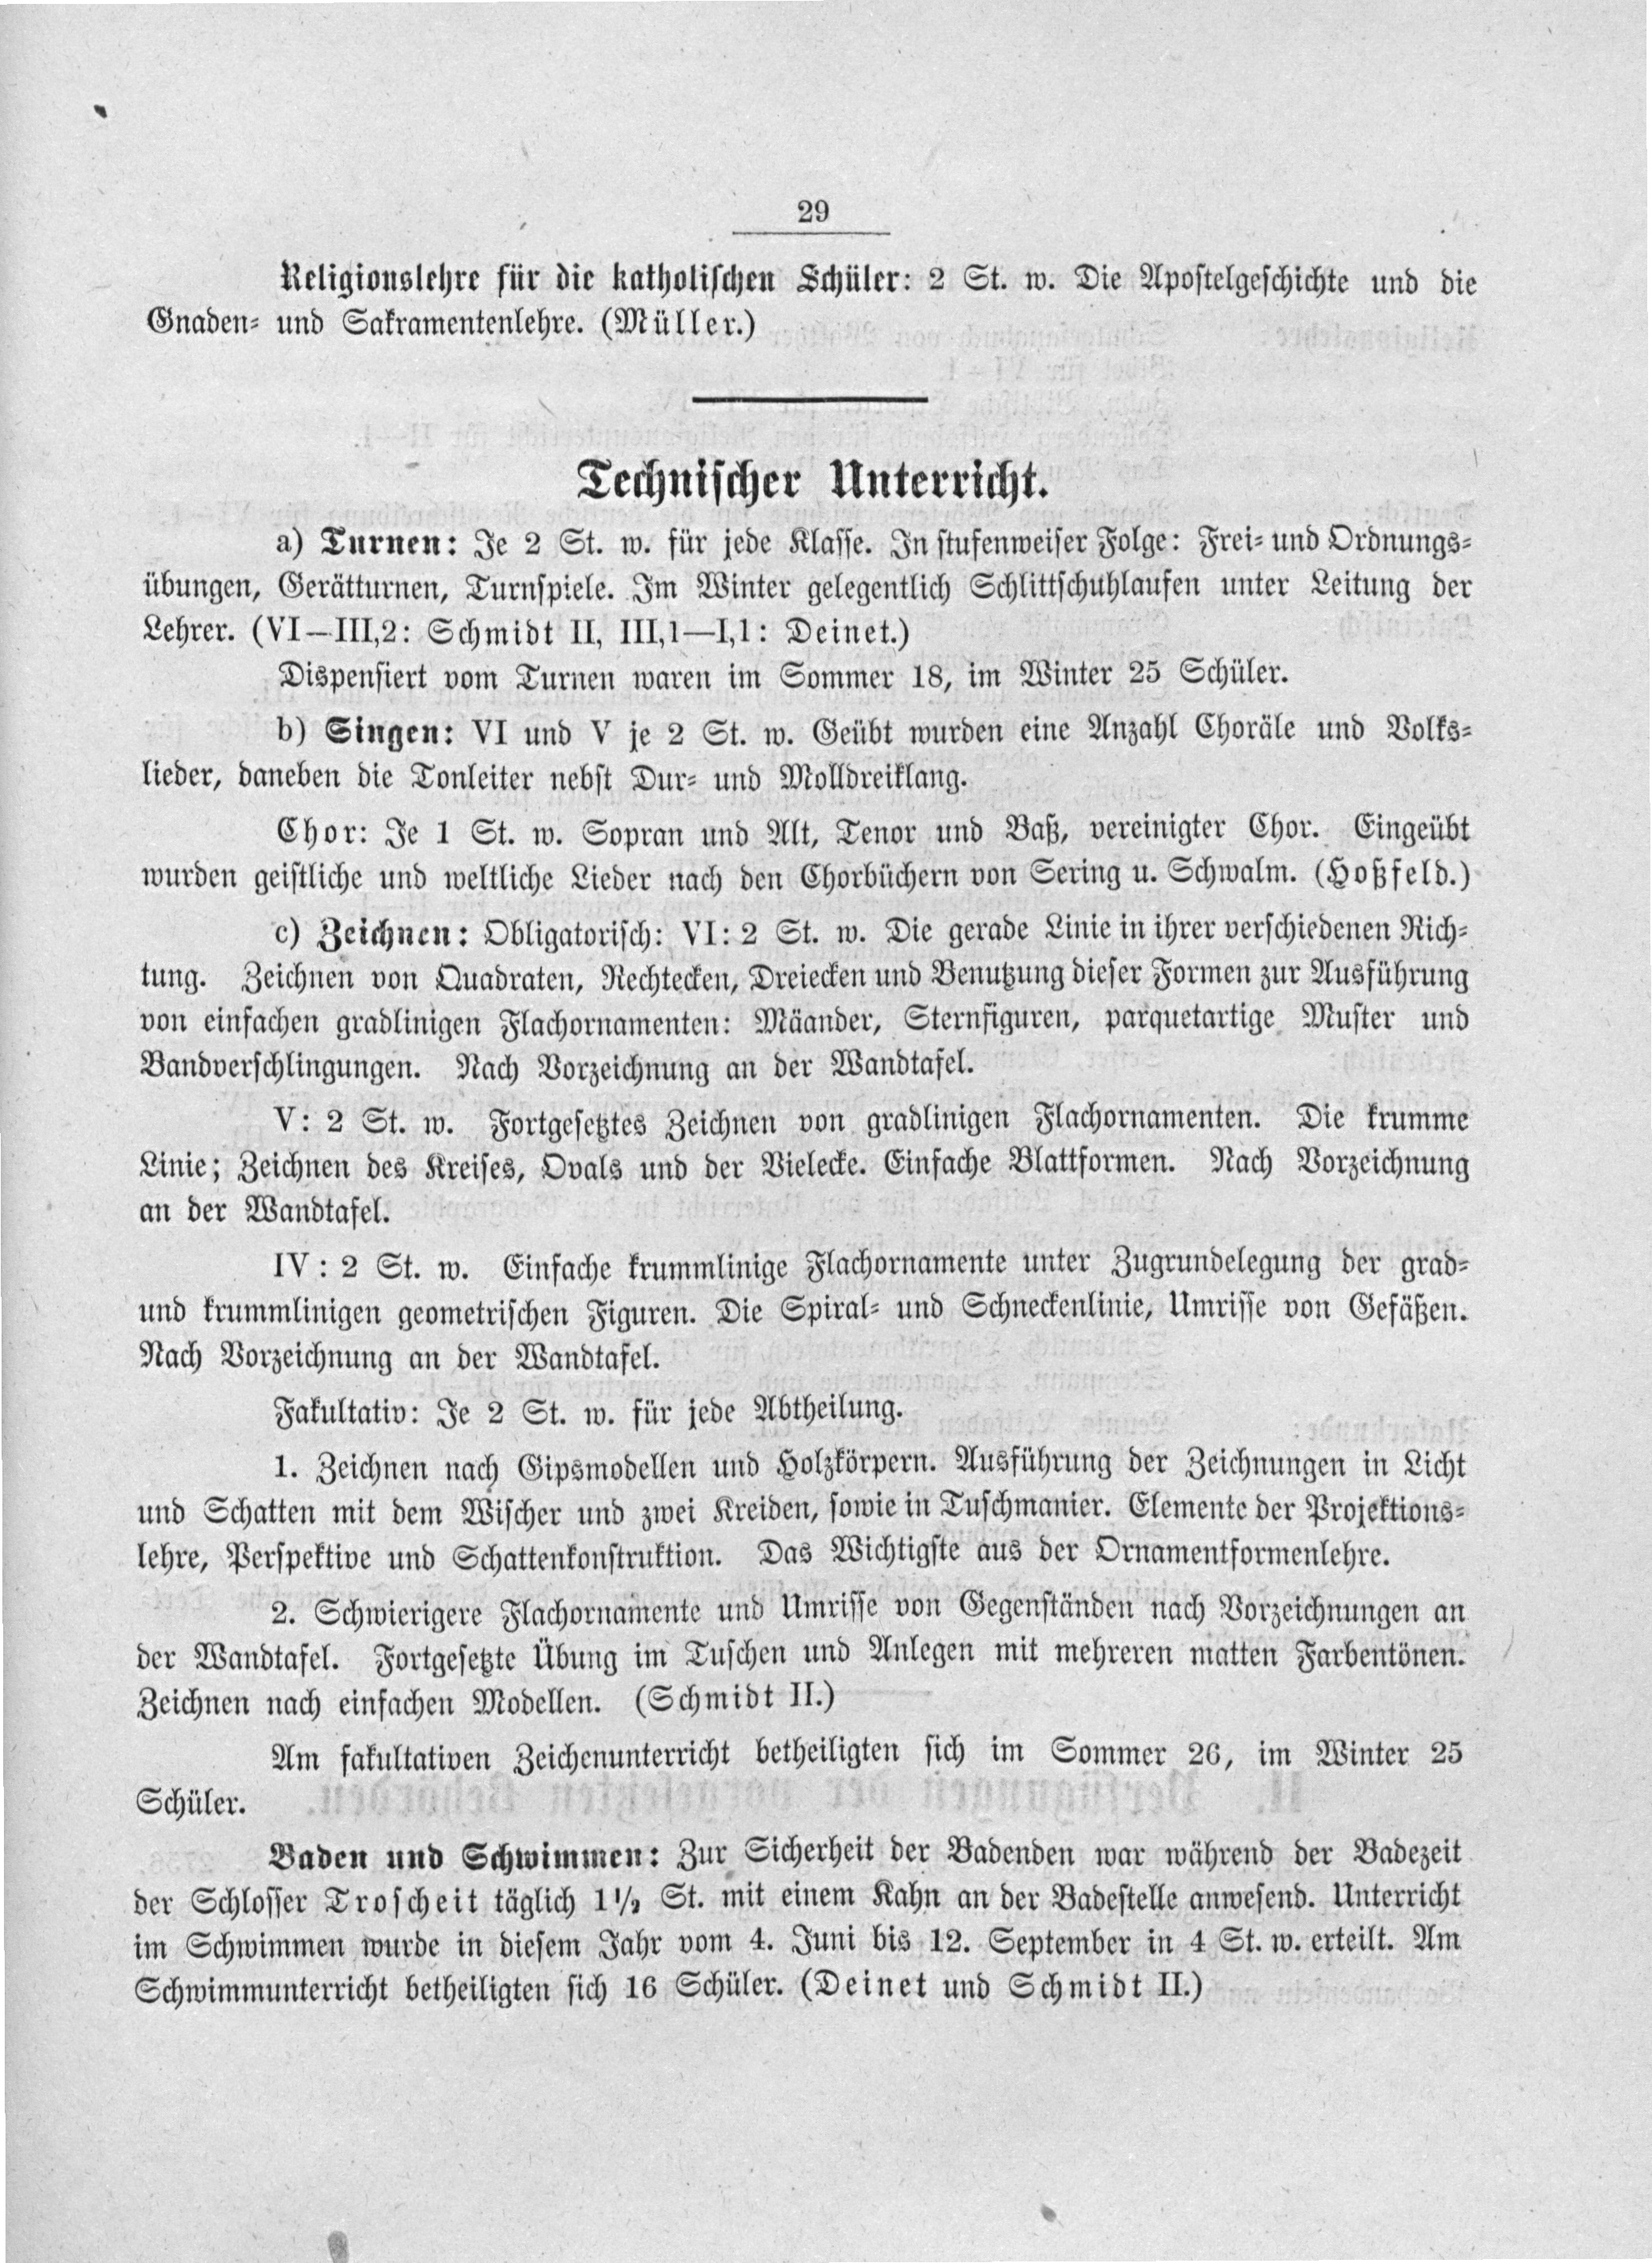 29
Religionslehre für die katholischen Schüler: 2 St. w. Die Apostelgeschichte und die
Gnaden- und Sakramentenlehre. (Müller.)
Technischer Unterricht.
a) Turnen: Je 2 St. w. für jede Klasse. In stufenweiser Folge: Frei- und Ordnungs-
übungen, Gerätturnen, Turnspiele. Im Winter gelegentlich Schlittschuhlaufen unter Leitung der
Lehrer. (VI—III,2: Schmidt II, III,1—I,1: Deinet.)
Dispensiert vom Turnen waren im Sommer 18, im Winter 25 Schüler.
b) Singen: VI und V je 2 St. w. Geübt wurden eine Anzahl Choräle und Volks-
lieder, daneben die Tonleiter nebst Dur- und Molldreiklang.
Chor: Je 1 St. w. Sopran und Alt, Tenor und Baß, vereinigter Chor. Eingeübt
wurden geistliche und weltliche Lieder nach den Chorbüchern von Sering u. Schwalm. (Hoßfeld.)
c) Zeichnen: Obligatorisch: VI: 2 St. w. Die gerade Linie in ihrer verschiedenen Rich-
tung. Zeichnen von Quadraten, Rechtecken, Dreiecken und Benutzung dieser Formen zur Ausführung
von einfachen gradlinigen Flachornamenten: Mäander, Sternfiguren, parquetartige Muster und
Bandverschlingungen. Nach Vorzeichnung an der Wandtafel.
V: 2 St. w. Fortgesetztes Zeichnen von gradlinigen Flachornamenten. Die krumme
Linie; Zeichnen des Kreises, Ovals und der Vielecke. Einfache Blattformen. Nach Vorzeichnung
an der Wandtafel.
IV: 2 St. w. Einfache krummlinige Flachornamente unter Zugrundelegung der grad-
und krummlinigen geometrischen Figuren. Die Spiral- und Schneckenlinie, Umrisse von Gefäßen.
Nach Vorzeichnung an der Wandtafel.
Fakultativ: Je 2 St. w. für jede Abtheilung.
1. Zeichnen nach Gipsmodellen und Holzkörpern. Ausführung der Zeichnungen in Licht
und Schatten mit dem Wischer und zwei Kreiden, sowie in Tuschmanier. Elemente der Projektions-
lehre, Perspektive und Schattenkonstruktion. Das Wichtigste aus der Ornamentformenlehre.
2. Schwierigere Flachornamente und Umrisse von Gegenständen nach Vorzeichnungen an
der Wandtafel. Fortgesetzte Übung im Tuschen und Anlegen mit mehreren matten Farbentönen.
Zeichnen nach einfachen Modellen. (Schmidt II.)
Am fakultativen Zeichenunterricht betheiligten sich im Sommer 26, im Winter 25
Schüler.
Baden und Schwimmen: Zur Sicherheit der Badenden war während der Badezeit
der Schlosser Troscheit täglich 1 1/2 St. mit einem Kahn an der Badestelle anwesend. Unterricht
im Schwimmen wurde in diesem Jahr vom 4. Juni bis 12. September in 4 St. w. erteilt. Am
Schwimmunterricht betheiligten sich 16 Schüler. (Deinet und Schmidt II.)